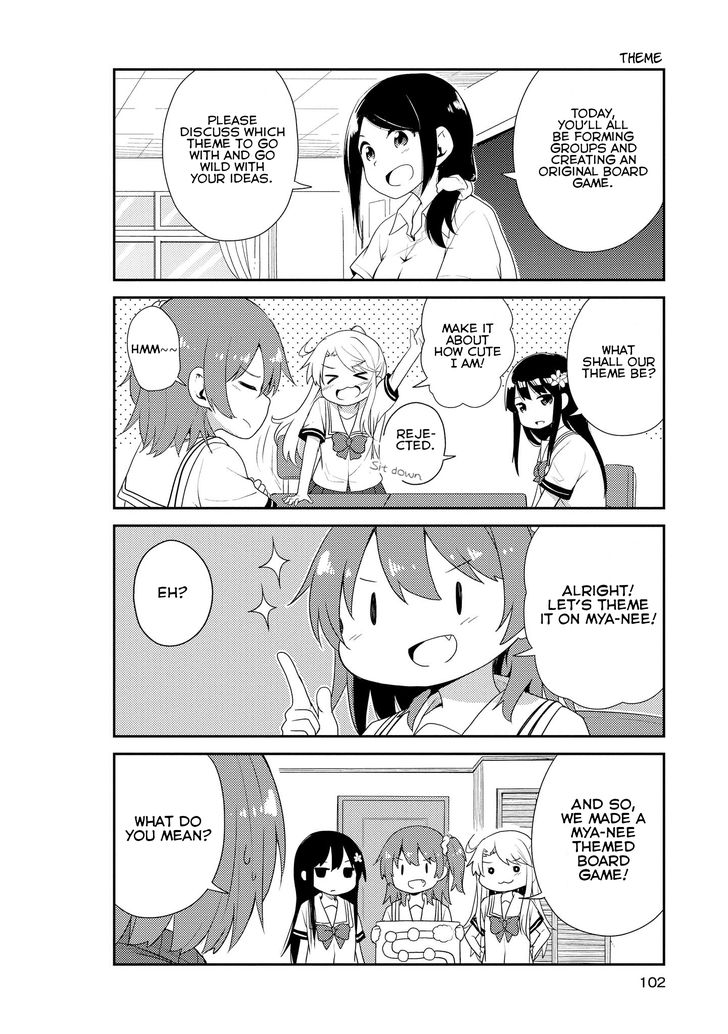 THEME
TODAY,
YOU'LL ALL
BE FORMING
GROUPS AND
CREATING AN
ORIGINAL BOARD
GAME.
PLEASE
DISCUSS WHICH
THEME TO GO
WITH AND GO
WILD WITH
YOUR IDEAS.
WHAT
SHALL OUR
THEME BE?
MAKE IT
ABOUT
HOW CUTE
I AM!
REJE-
CTED.
Sit down
HMM~~
ALRIGHT!
LET'S THEME
IT ON MYA-NEE!
EH?
AND SO,
WE MADE A
MYA-NEE
THEMED
BOARD
GAME!
WHAT DO
YOU MEAN?
102